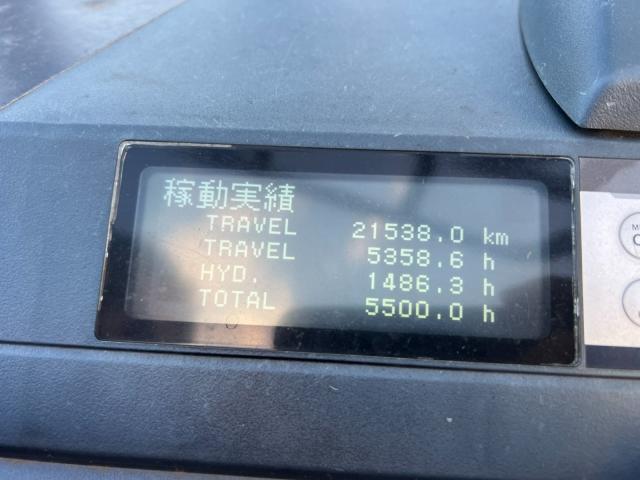 稼動実績
TRAVEL 21538.0 km
TRAVEL 5358.6 h
HYD. 1486.3 h
TOTAL 5500.0 h